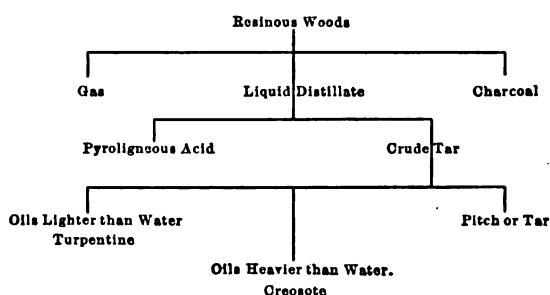 Resinous Woods
Gas Liquid Distillate Charcoal
Pyroligneous Acid Crude Tar
Oils Lighter than Water Pitch or Tar
Turpentine
Oils Heavier than Water.
Creosote